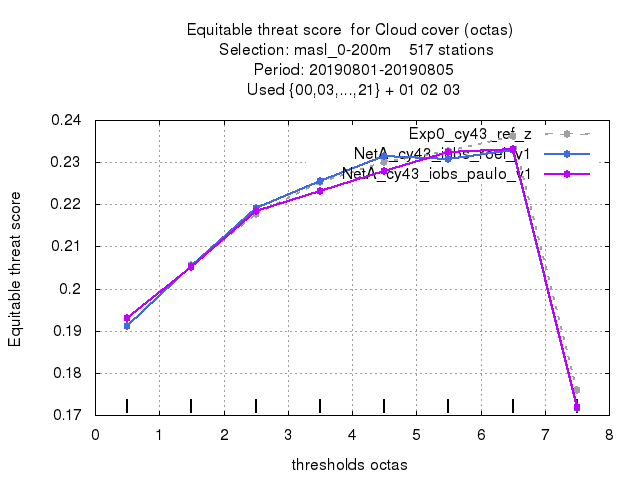 Equitable threat score for Cloud cover (octas)
Selection: masl_0-200m 517 stations
Period: 20190801-20190805
Used {00,03,...,21} + 01 02 03
Equitable threat score
0.24
0.23
0.22
0.21
0.2
0.19
0.18
0.17
Exp0_cy43_ref_z
NetA_cy43_iobs_roel_v1
NetA_cy43_iobs_paulo_v1
0 1 2 3 4 5 6 7 8
thresholds octas